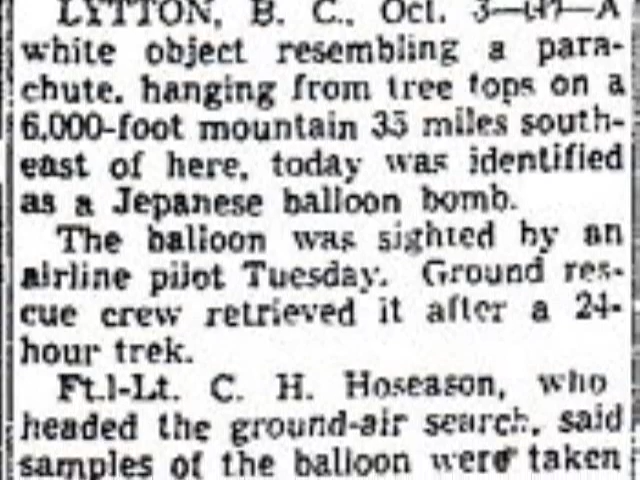 LYTTON, B. C., Oct. 3—(P)—A
white object resembling a para-
chute, hanging from tree tops on a
6,000-foot mountain 35 miles south-
east of here, today was identified
as a Jepanese balloon bomb.
The balloon was sighted by an
airline pilot Tuesday. Ground res-
cue crew retrieved it after a 24-
hour trek.
Ft.l-Lt. C. H. Hoseason, who
headed the ground-air search, said
samples of the balloon were taken